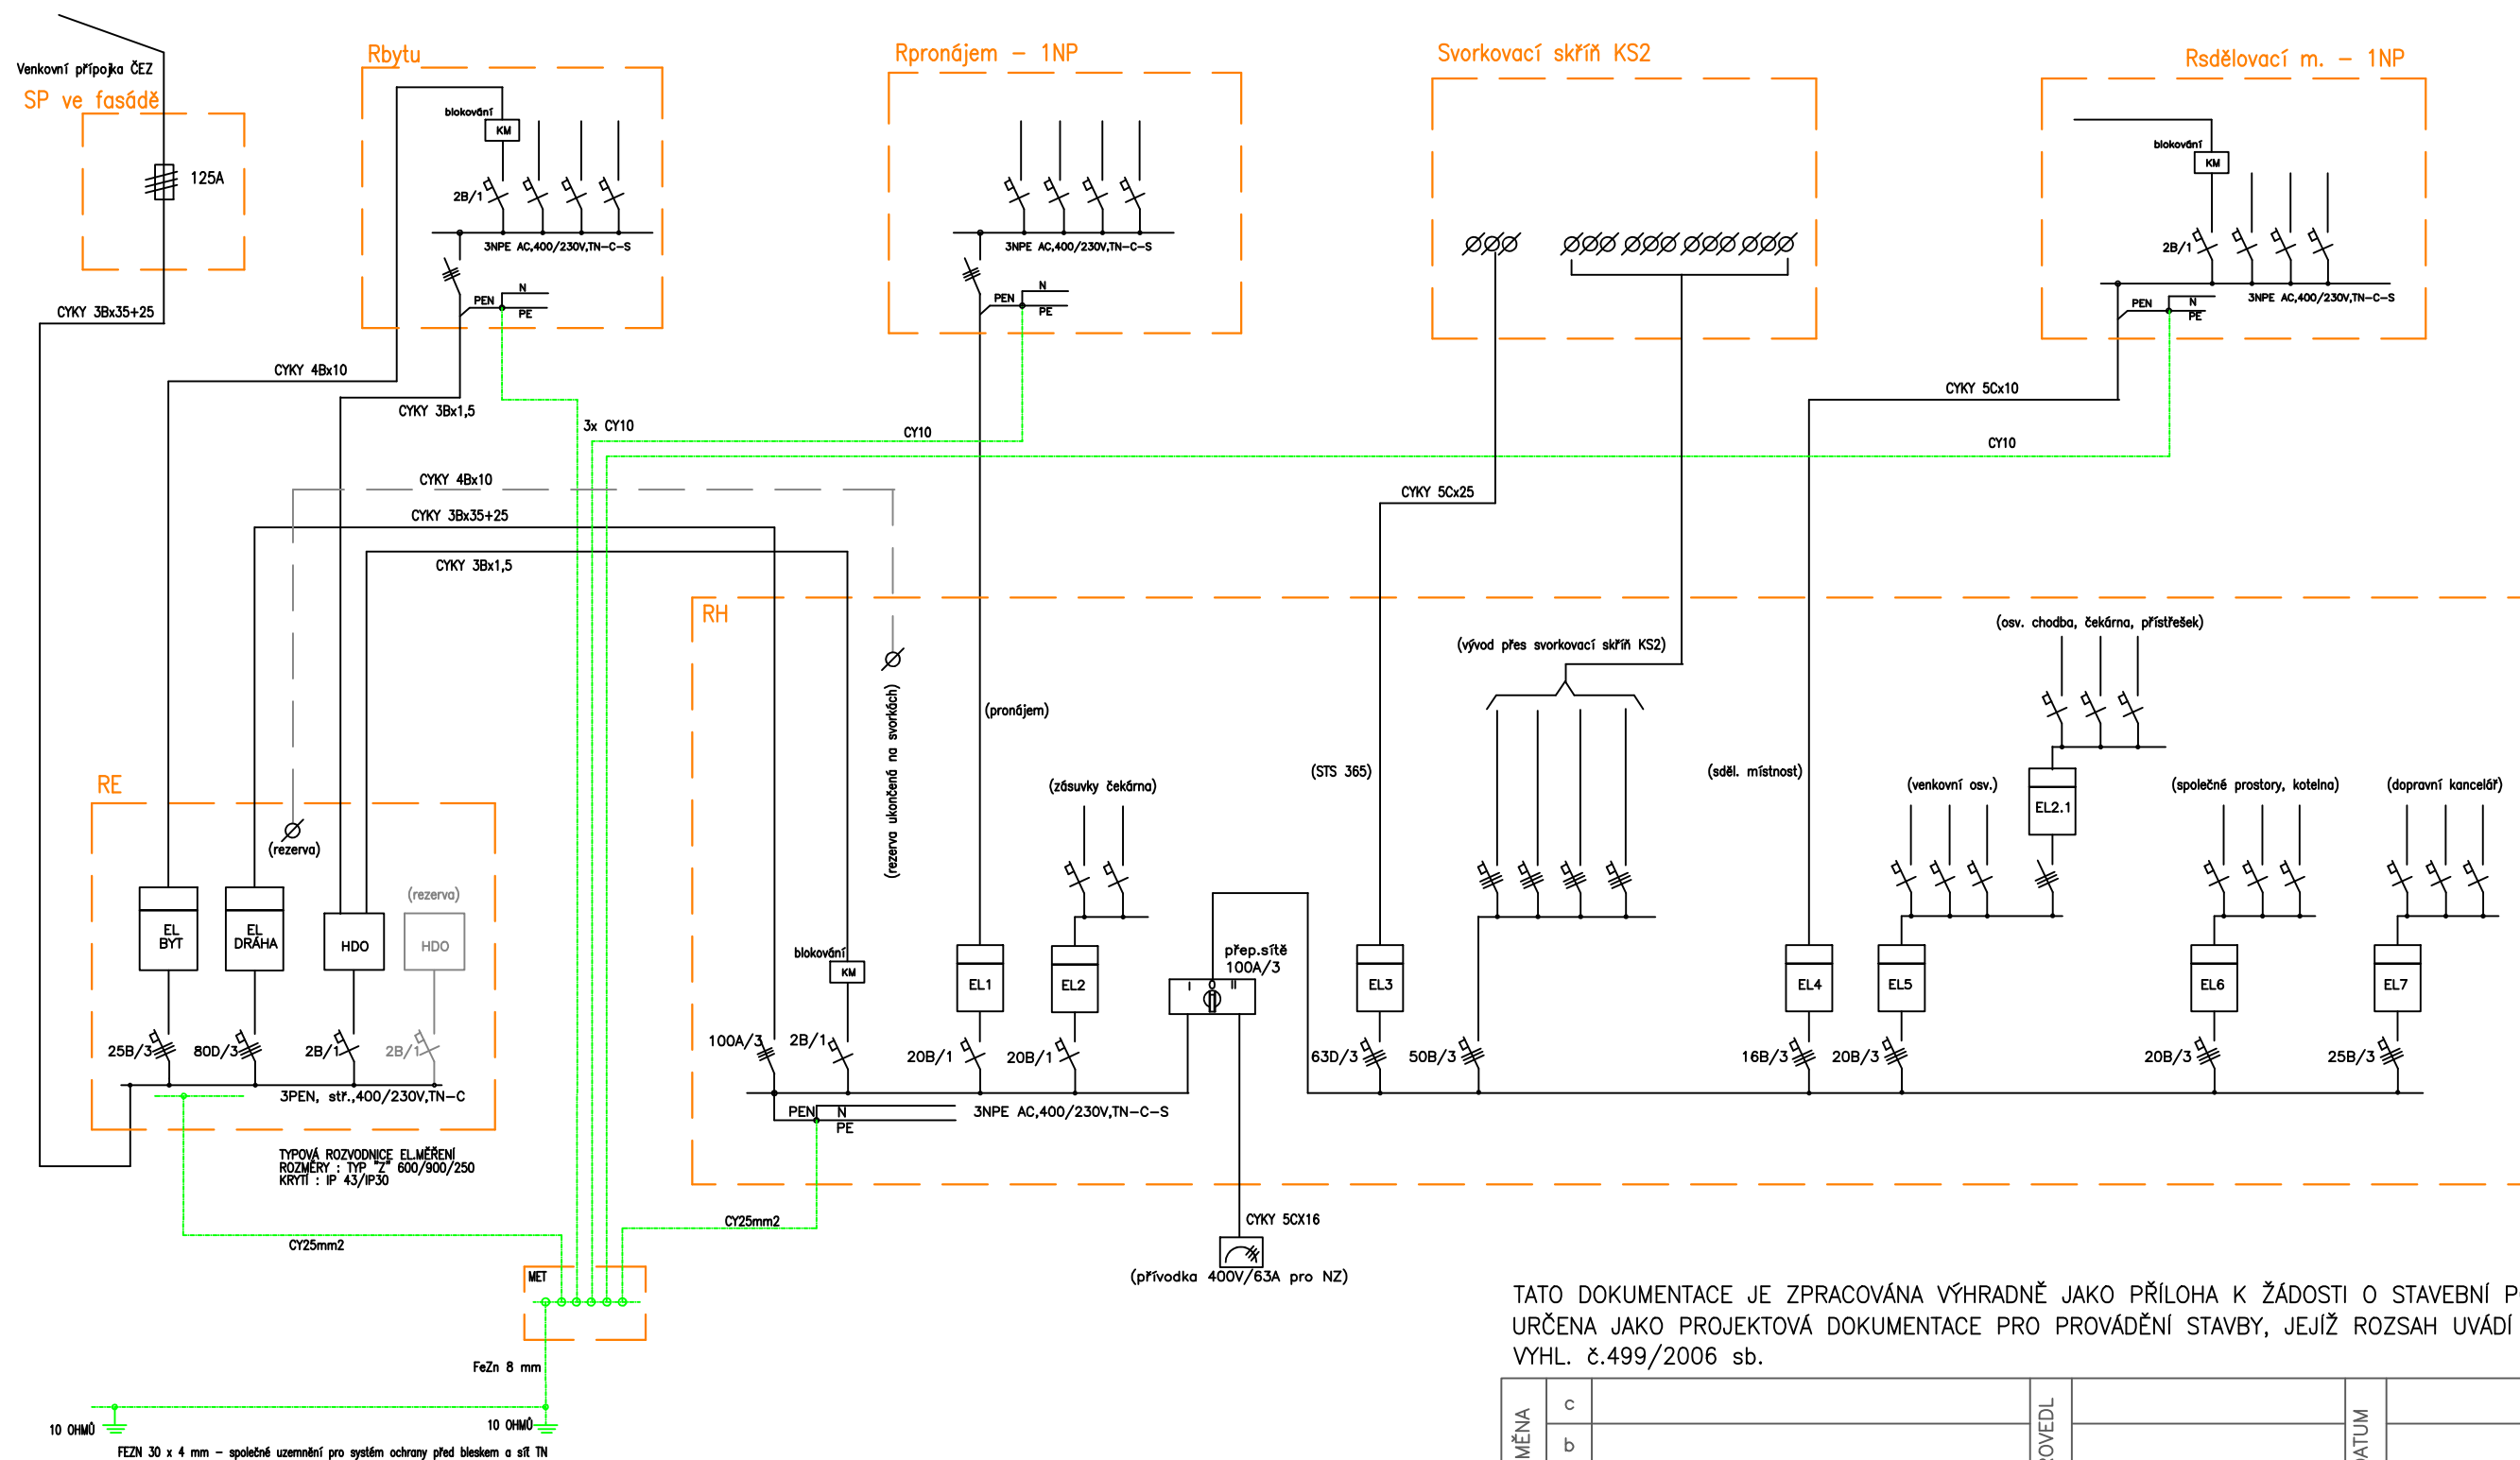 Venkovní přípojka ČEZ
SP ve fasádě
125A
CYKY 3Bx35+25
Rbytu
blokování
KM
2B/1
3NPE AC,400/230V,TN-C-S
PEN
N
PE
CYKY 4Bx10
CYKY 3Bx1,5
Rpronájem - 1NP
3NPE AC,400/230V,TN-C-S
PEN
N
PE
3x CY10
CY10
Svorkovací skříň KS2
CYKY 5Cx25
Rsdělovací m. - 1NP
blokování
KM
2B/1
3NPE AC,400/230V,TN-C-S
PEN
N
PE
CYKY 5Cx10
CY10
CYKY 4Bx10
CYKY 3Bx35+25
CYKY 3Bx1,5
RE
(rezerva)
(rezerva)
EL
BYT
EL
DRÁHA
HDO
HDO
25B/3
80D/3
2B/1
2B/1
3PEN, stř.,400/230V,TN-C
TYPOVÁ ROZVODNICE EL.MĚŘENÍ
ROZMĚRY : TYP "Z" 600/900/250
KRYTÍ : IP 43/IP30
RH
(rezerva ukončená na svorkách)
(pronájem)
(zásuvky čekárna)
(STS 365)
(vývod přes svorkovací skříň KS2)
(sděl. místnost)
(osv. chodba, čekárna, přístřešek)
(venkovní osv.)
EL2.1
(společné prostory, kotelna)
(dopravní kancelář)
blokování
KM
EL1
EL2
přep.sítě
100A/3
I
0
II
EL3
EL4
EL5
EL6
EL7
100A/3
2B/1
20B/1
20B/1
63D/3
50B/3
16B/3
20B/3
20B/3
25B/3
PEN
N
PE
3NPE AC,400/230V,TN-C-S
CYKY 5CX16
(přívodka 400V/63A pro NZ)
CY25mm2
CY25mm2
MET
FeZn 8 mm
10 OHMŮ
10 OHMŮ
FEZN 30 x 4 mm - společné uzemnění pro systém ochrany před bleskem a síť TN
TATO DOKUMENTACE JE ZPRACOVÁNA VÝHRADNĚ JAKO PŘÍLOHA K ŽÁDOSTI O STAVEBNÍ P
URČENA JAKO PROJEKTOVÁ DOKUMENTACE PRO PROVÁDĚNÍ STAVBY, JEJÍŽ ROZSAH UVÁDÍ
VYHL. č.499/2006 sb.
MĚNA
c
b
ROVEDL
DATUM